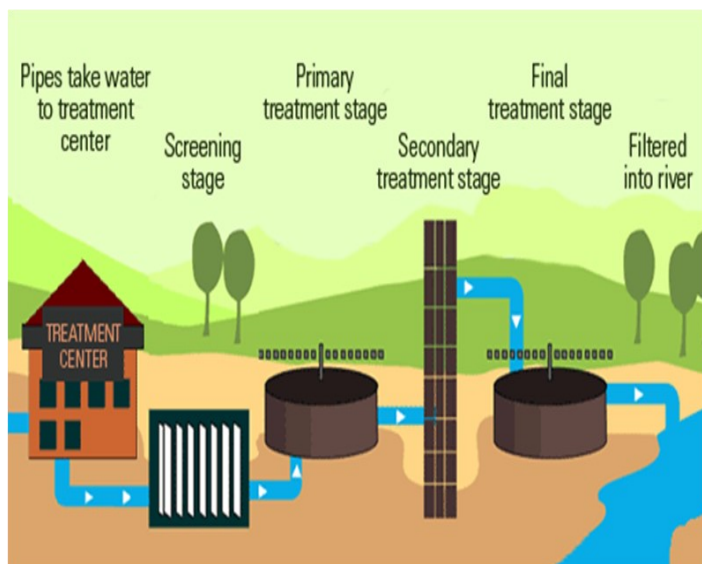 Pipes take water
to treatment
center
Screening
stage
Primary
treatment stage
Secondary
treatment stage
Final
treatment stage
Filtered
into river
TREATMENT
CENTER